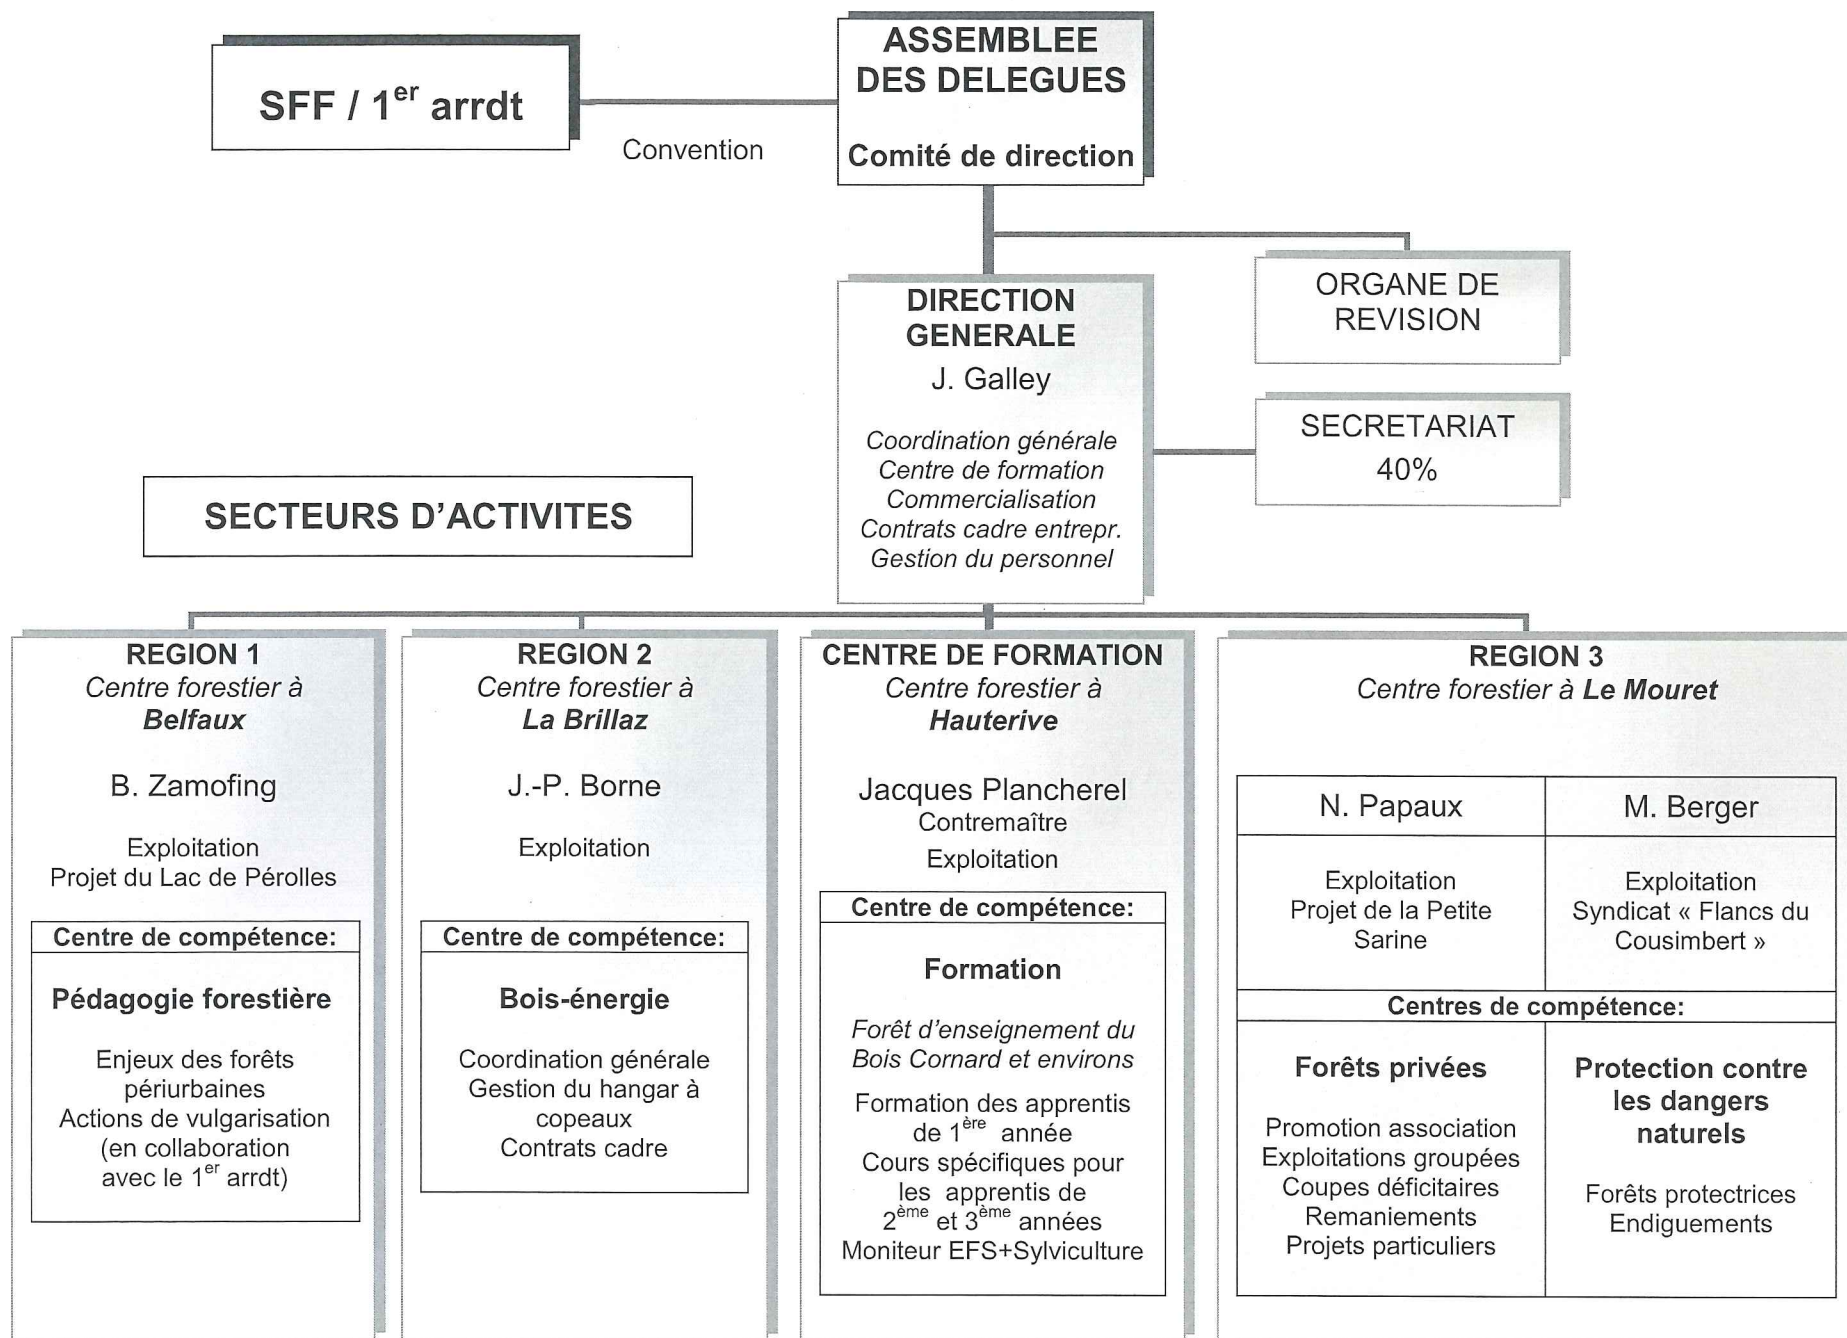 SFF / 1er arrdt
Convention
ASSEMBLEE
DES DELEGUES
Comité de direction
ORGANE DE
REVISION
DIRECTION
GENERALE
J. Galley
Coordination générale
Centre de formation
Commercialisation
Contrats cadre entrepr.
Gestion du personnel
SECRETARIAT
40%
SECTEURS D'ACTIVITES
REGION 1
Centre forestier à
Belfaux
B. Zamofing
Exploitation
Projet du Lac de Pérolles
Centre de compétence:
Pédagogie forestière
Enjeux des forêts
périurbaines
Actions de vulgarisation
(en collaboration
avec le 1er arrdt)
REGION 2
Centre forestier à
La Brillaz
J.-P. Borne
Exploitation
Centre de compétence:
Bois-énergie
Coordination générale
Gestion du hangar à
copeaux
Contrats cadre
CENTRE DE FORMATION
Centre forestier à
Hauterive
Jacques Plancherel
Contremaître
Exploitation
Centre de compétence:
Formation
Forêt d'enseignement du
Bois Cornard et environs
Formation des apprentis
de 1ère année
Cours spécifiques pour
les apprentis de
2ème et 3ème années
Moniteur EFS+Sylviculture
REGION 3
Centre forestier à Le Mouret
N. Papaux
Exploitation
Projet de la Petite
Sarine
M. Berger
Exploitation
Syndicat « Flancs du
Cousimbert »
Centres de compétence:
Forêts privées
Promotion association
Exploitations groupées
Coupes déficitaires
Remaniements
Projets particuliers
Protection contre
les dangers
naturels
Forêts protectrices
Endiguements